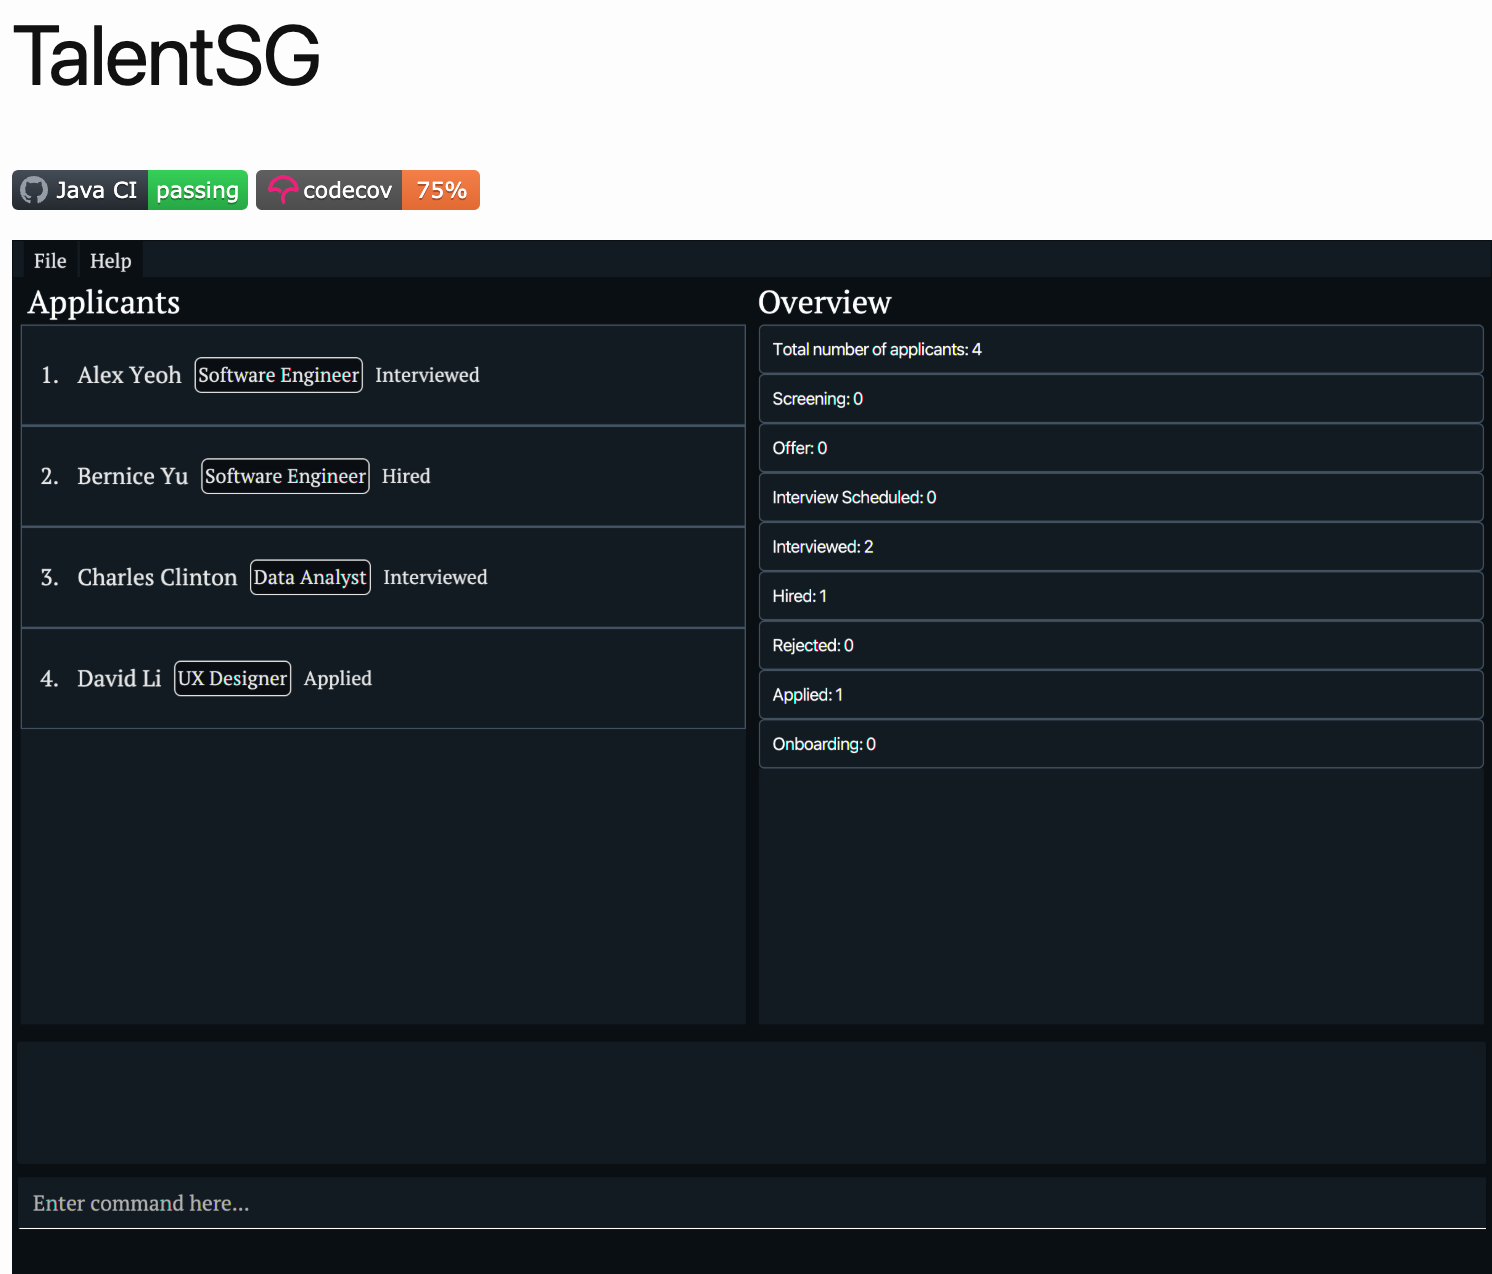 TalentSG
Java CI passing codecov 75%
File Help
Applicants
1. Alex Yeoh Software Engineer Interviewed
2. Bernice Yu Software Engineer Hired
3. Charles Clinton Data Analyst Interviewed
4. David Li UX Designer Applied
Overview
Total number of applicants: 4
Screening: 0
Offer: 0
Interview Scheduled: 0
Interviewed: 2
Hired: 1
Rejected: 0
Applied: 1
Onboarding: 0
Enter command here...